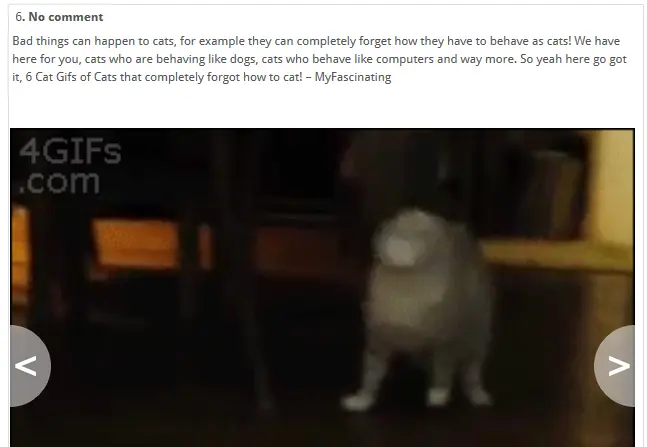 6. No comment
Bad things can happen to cats, for example they can completely forget how they have to behave as cats! We have
here for you, cats who are behaving like dogs, cats who behave like computers and way more. So yeah here go got
it, 6 Cat Gifs of Cats that completely forgot how to cat! – MyFascinating
4GIFs
.com
< >